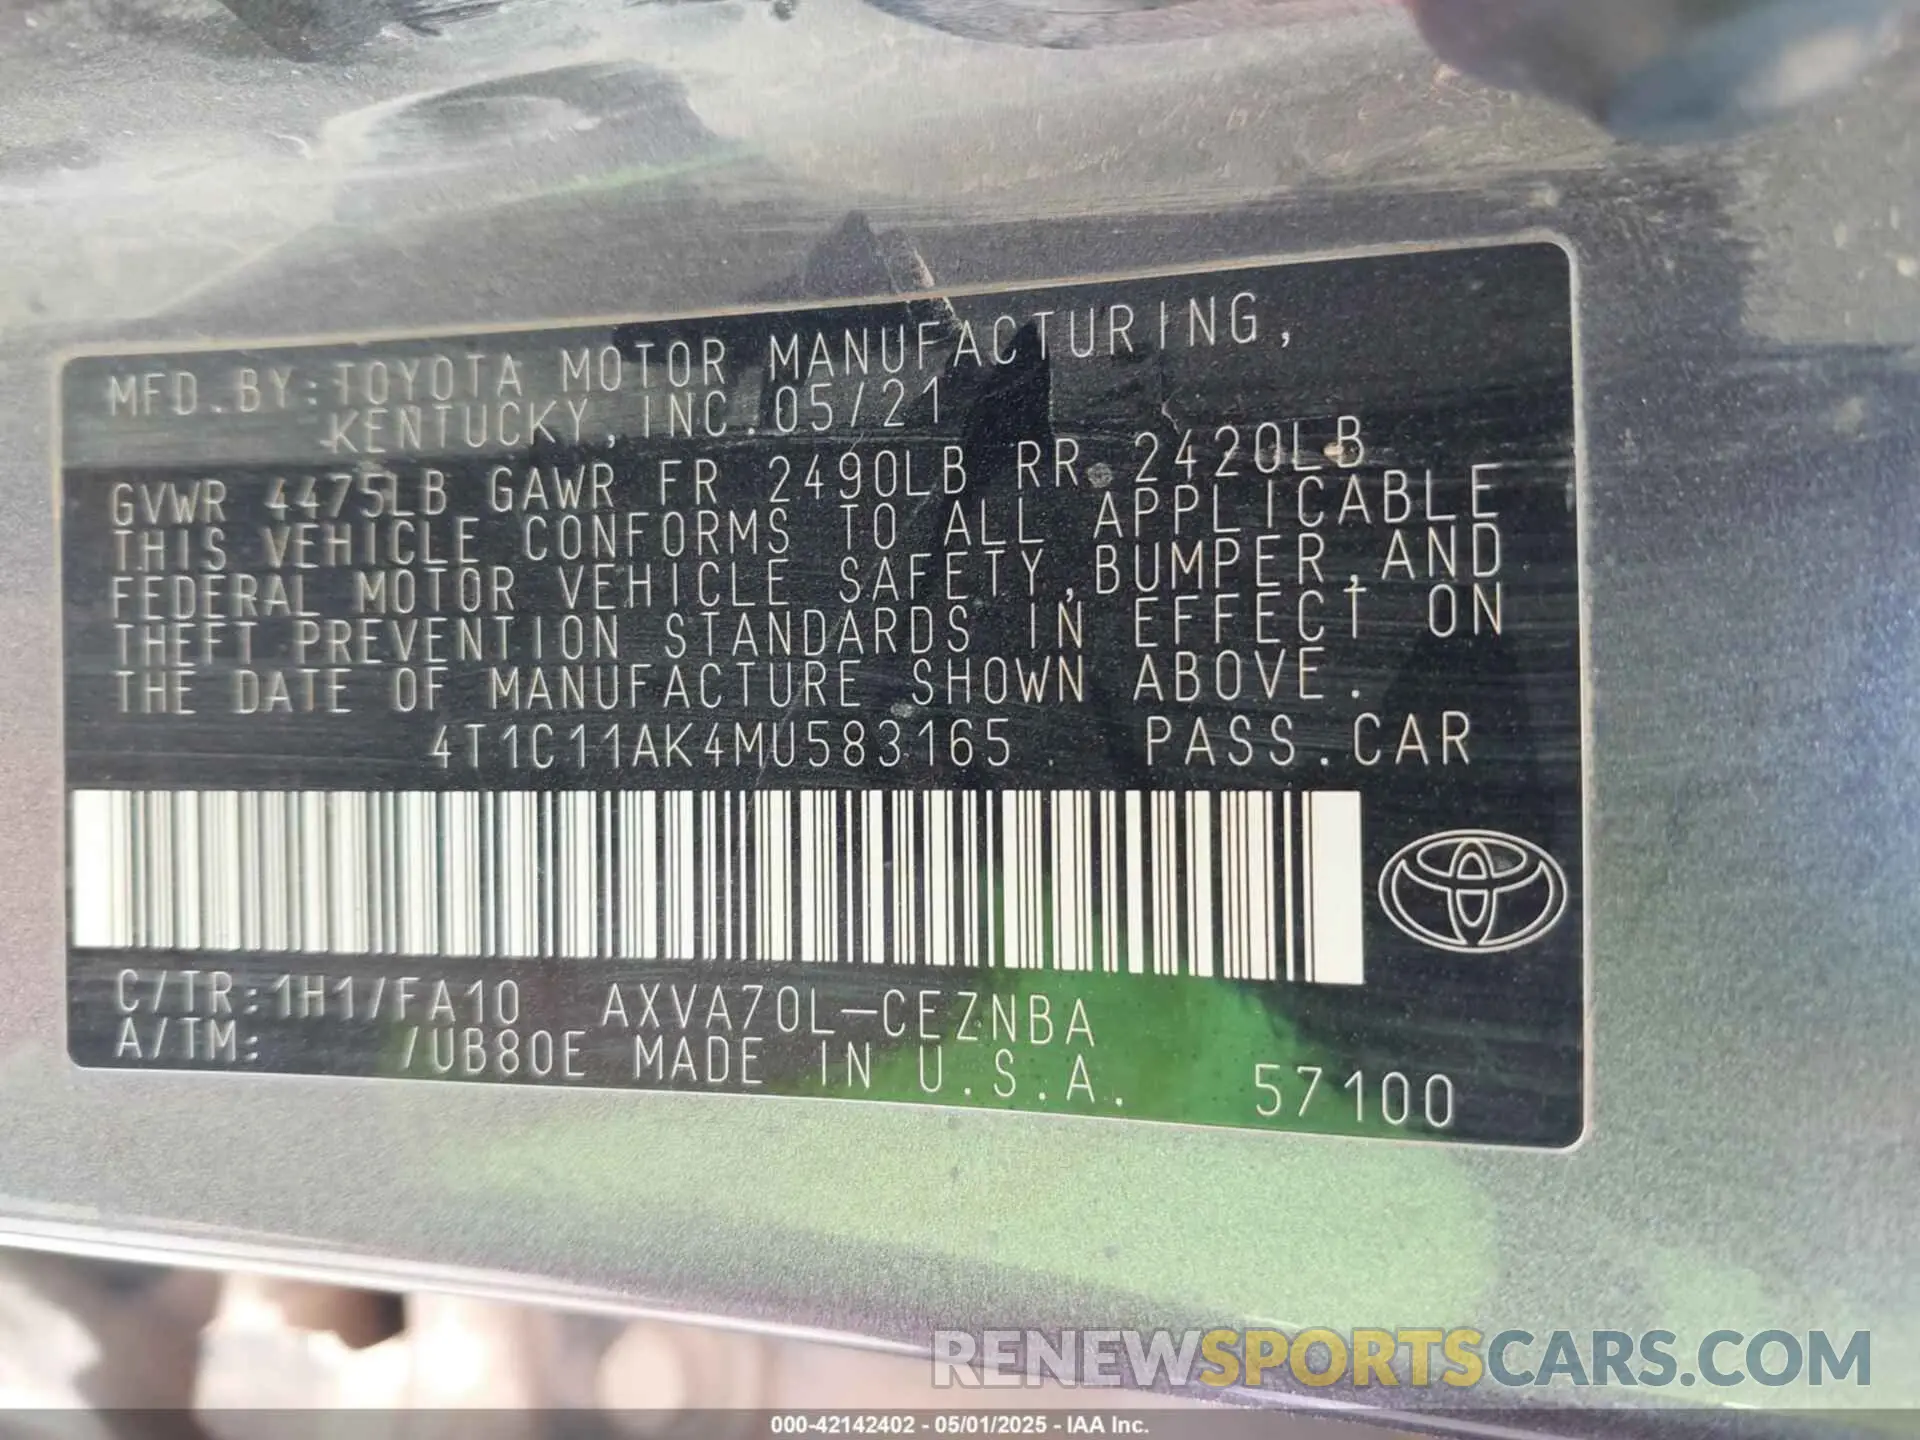 MFD.BY:TOYOTA MOTOR MANUFACTURING,
KENTUCKY,INC.05/21
GVWR 4475LB GAWR FR 2490LB RR 2420LB
THIS VEHICLE CONFORMS TO ALL APPLICABLE
FEDERAL MOTOR VEHICLE SAFETY,BUMPER,AND
THEFT PREVENTION STANDARDS IN EFFECT ON
THE DATE OF MANUFACTURE SHOWN ABOVE.
4T1C11AK4MU583165 PASS.CAR
C/TR:1H1/FA10 AXVA70L-CEZNBA
A/TM: /UB80E MADE IN U.S.A. 57100
RENEWSPORTSCARS.COM
000-42142402 - 05/01/2025 - IAA Inc.